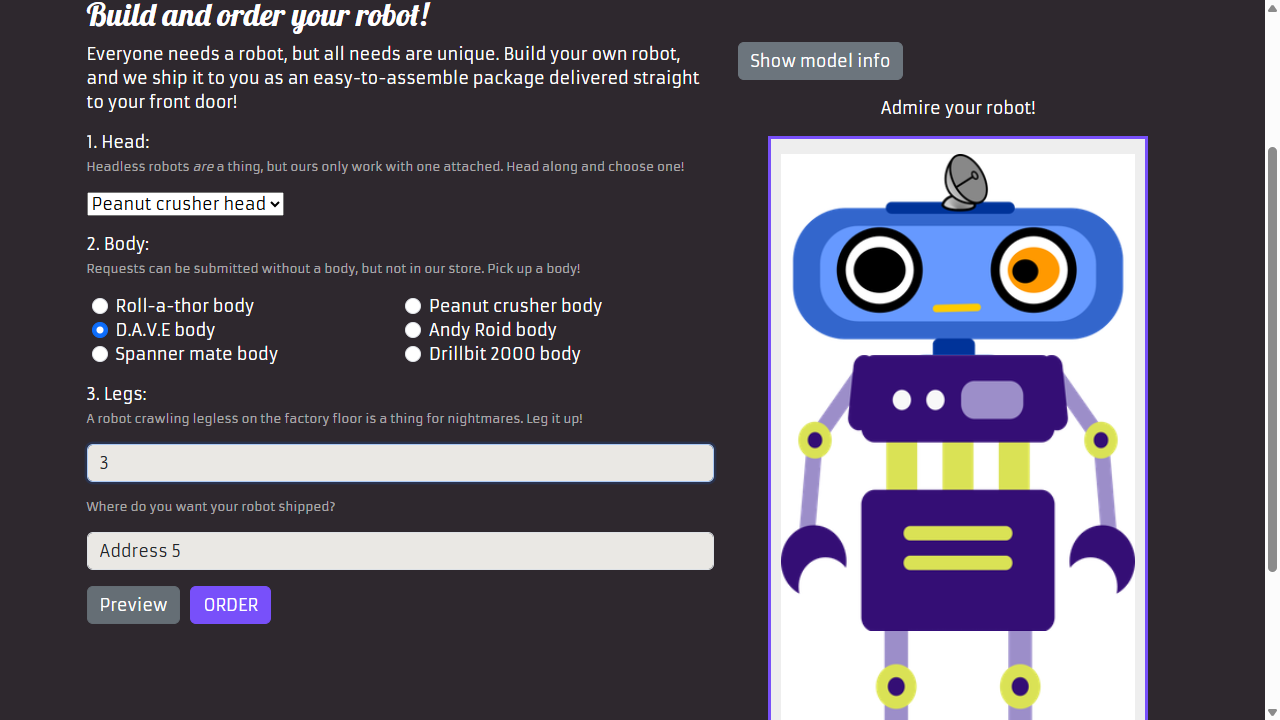 Build and order your robot!
Everyone needs a robot, but all needs are unique. Build your own robot,
and we ship it to you as an easy-to-assemble package delivered straight
to your front door!
1. Head:
Headless robots are a thing, but ours only work with one attached. Head along and choose one!
Peanut crusher head
2. Body:
Requests can be submitted without a body, but not in our store. Pick up a body!
Roll-a-thor body
Peanut crusher body
D.A.V.E body
Andy Roid body
Spanner mate body
Drillbit 2000 body
3. Legs:
A robot crawling legless on the factory floor is a thing for nightmares. Leg it up!
3
Where do you want your robot shipped?
Address 5
Preview
ORDER
Show model info
Admire your robot!